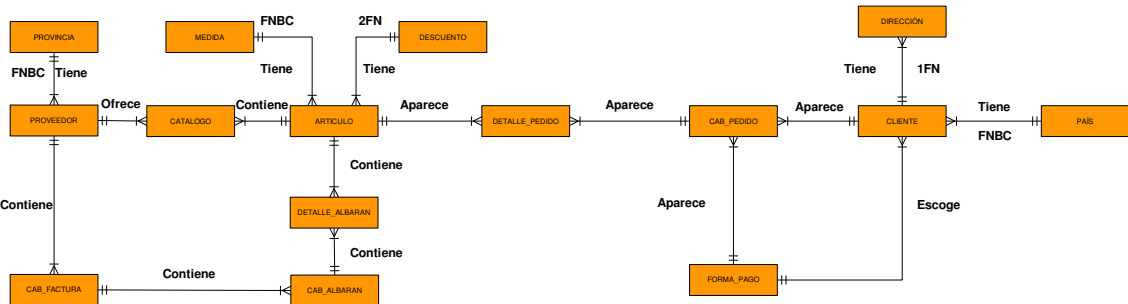 DIRECCIÓN
FNBC
2FN
PROVINCIA
MEDIDA
DESCUENTO
FNBC
Tiene
Tiene
Tiene
Tiene
1FN
Ofrece
Contiene
Aparece
Aparece
Aparece
Tiene
PROVEEDOR
CATALOGO
ARTICULO
DETALLE_PEDIDO
CAB_PEDIDO
CLIENTE
PAÍS
FNBC
Contiene
Contiene
DETALLE_ALBARAN
Aparece
Escoge
Contiene
Contiene
FORMA_PAGO
CAB_FACTURA
CAB_ALBARAN